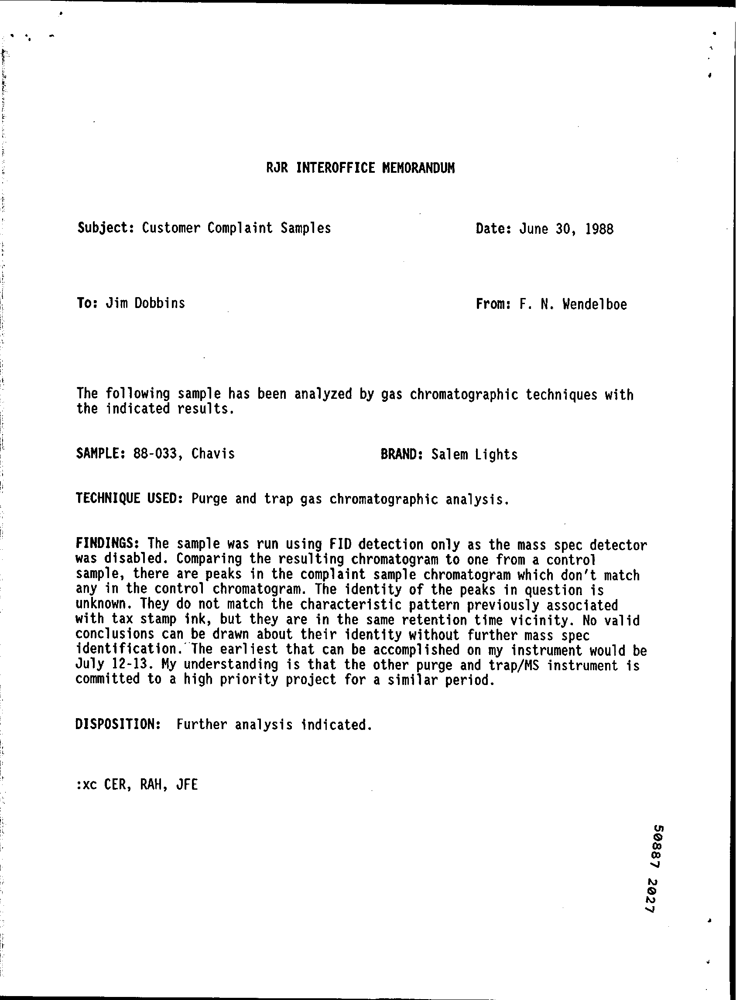 RJR INTEROFFICE MEMORANDUM
Subject: Customer Complaint Samples Date: June 30, 1988
To: Jim Dobbins From: F. N. Wendelboe
The following sample has been analyzed by gas chromatographic techniques with
the indicated results.
SAMPLE: 88-033, Chavis BRAND: Salem Lights
TECHNIQUE USED: Purge and trap gas chromatographic analysis.
FINDINGS: The sample was run using FID detection only as the mass spec detector
was disabled. Comparing the resulting chromatogram to one from a control
sample, there are peaks in the complaint sample chromatogram which don't match
any in the control chromatogram. The identity of the peaks in question is
unknown. They do not match the characteristic pattern previously associated
with tax stamp ink, but they are in the same retention time vicinity. No valid
conclusions can be drawn about their identity without further mass spec
identification. The earliest that can be accomplished on my instrument would be
July 12-13. My understanding is that the other purge and trap/MS instrument is
committed to a high priority project for a similar period.
DISPOSITION: Further analysis indicated.
:xc CER, RAH, JFE
50887 2027